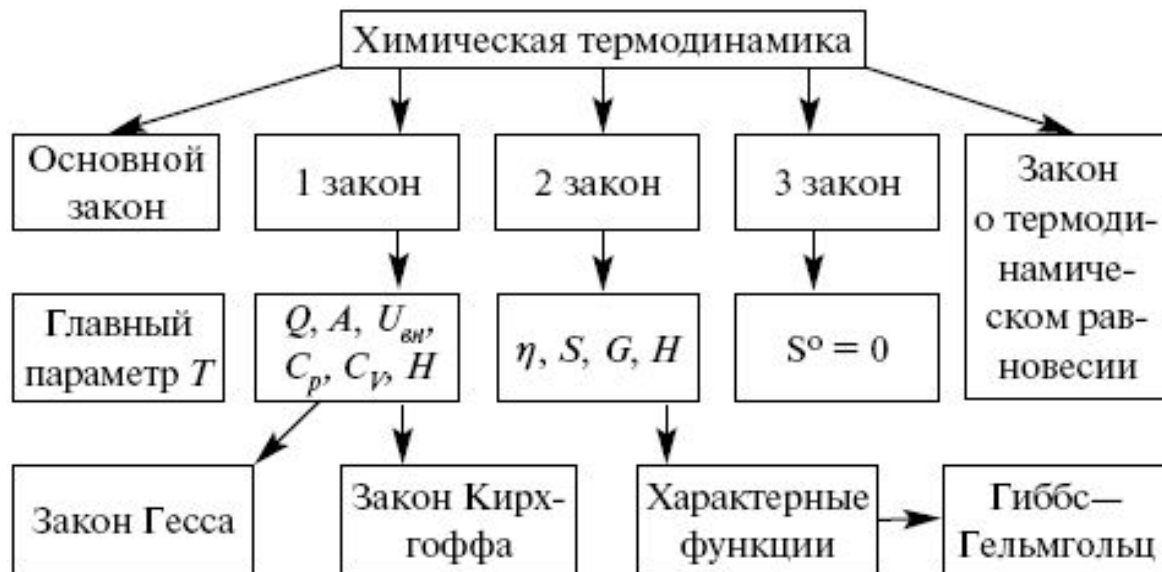 Химическая термодинамика
Основной
закон
1 закон
2 закон
3 закон
Закон
о термоди-
намиче-
ском рав-
новесии
Главный
параметр T
Q, A, Uвн,
Cp, CV, H
η, S, G, H
S° = 0
Закон Гесса
Закон Кирх-
гоффа
Характерные
функции
Гиббс—
Гельмгольц